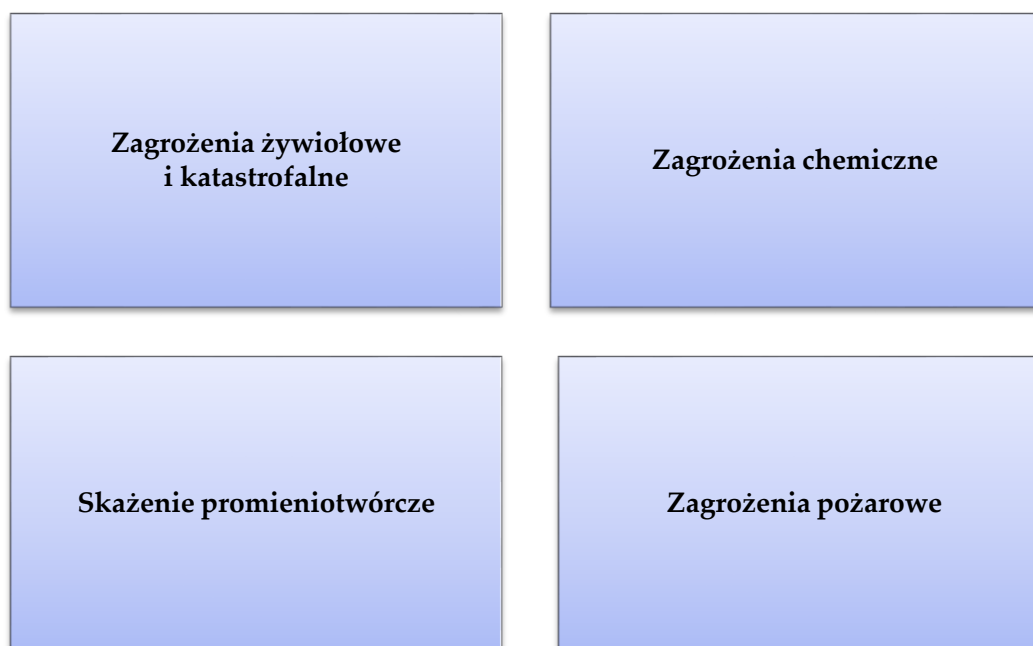 Zagrożenia żywiołowe
i katastrofalne
Zagrożenia chemiczne
Skażenie promieniotwórcze
Zagrożenia pożarowe